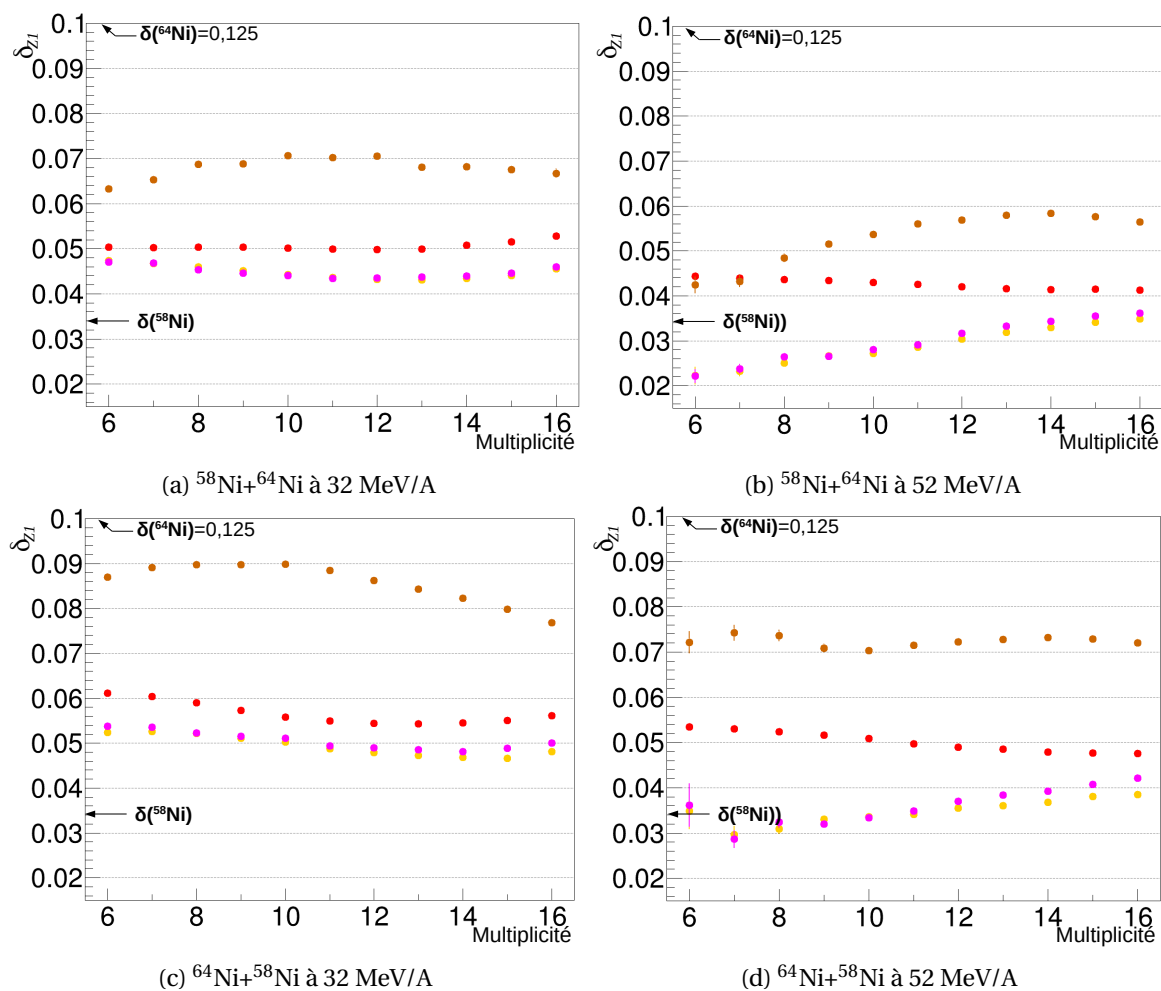 0.1
δ(⁶⁴Ni)=0,125
δZ1
0.09
0.08
0.07
0.06
0.05
0.04
δ(⁵⁸Ni)
0.03
0.02
6 8 10 12 14 16
Multiplicité
(a) ⁵⁸Ni+⁶⁴Ni à 32 MeV/A
0.1
δ(⁶⁴Ni)=0,125
δZ1
0.09
0.08
0.07
0.06
0.05
0.04
δ(⁵⁸Ni))
0.03
0.02
6 8 10 12 14 16
Multiplicité
(b) ⁵⁸Ni+⁶⁴Ni à 52 MeV/A
0.1
δ(⁶⁴Ni)=0,125
δZ1
0.09
0.08
0.07
0.06
0.05
0.04
δ(⁵⁸Ni)
0.03
0.02
6 8 10 12 14 16
Multiplicité
(c) ⁶⁴Ni+⁵⁸Ni à 32 MeV/A
0.1
δ(⁶⁴Ni)=0,125
δZ1
0.09
0.08
0.07
0.06
0.05
0.04
δ(⁵⁸Ni))
0.03
0.02
6 8 10 12 14 16
Multiplicité
(d) ⁶⁴Ni+⁵⁸Ni à 52 MeV/A